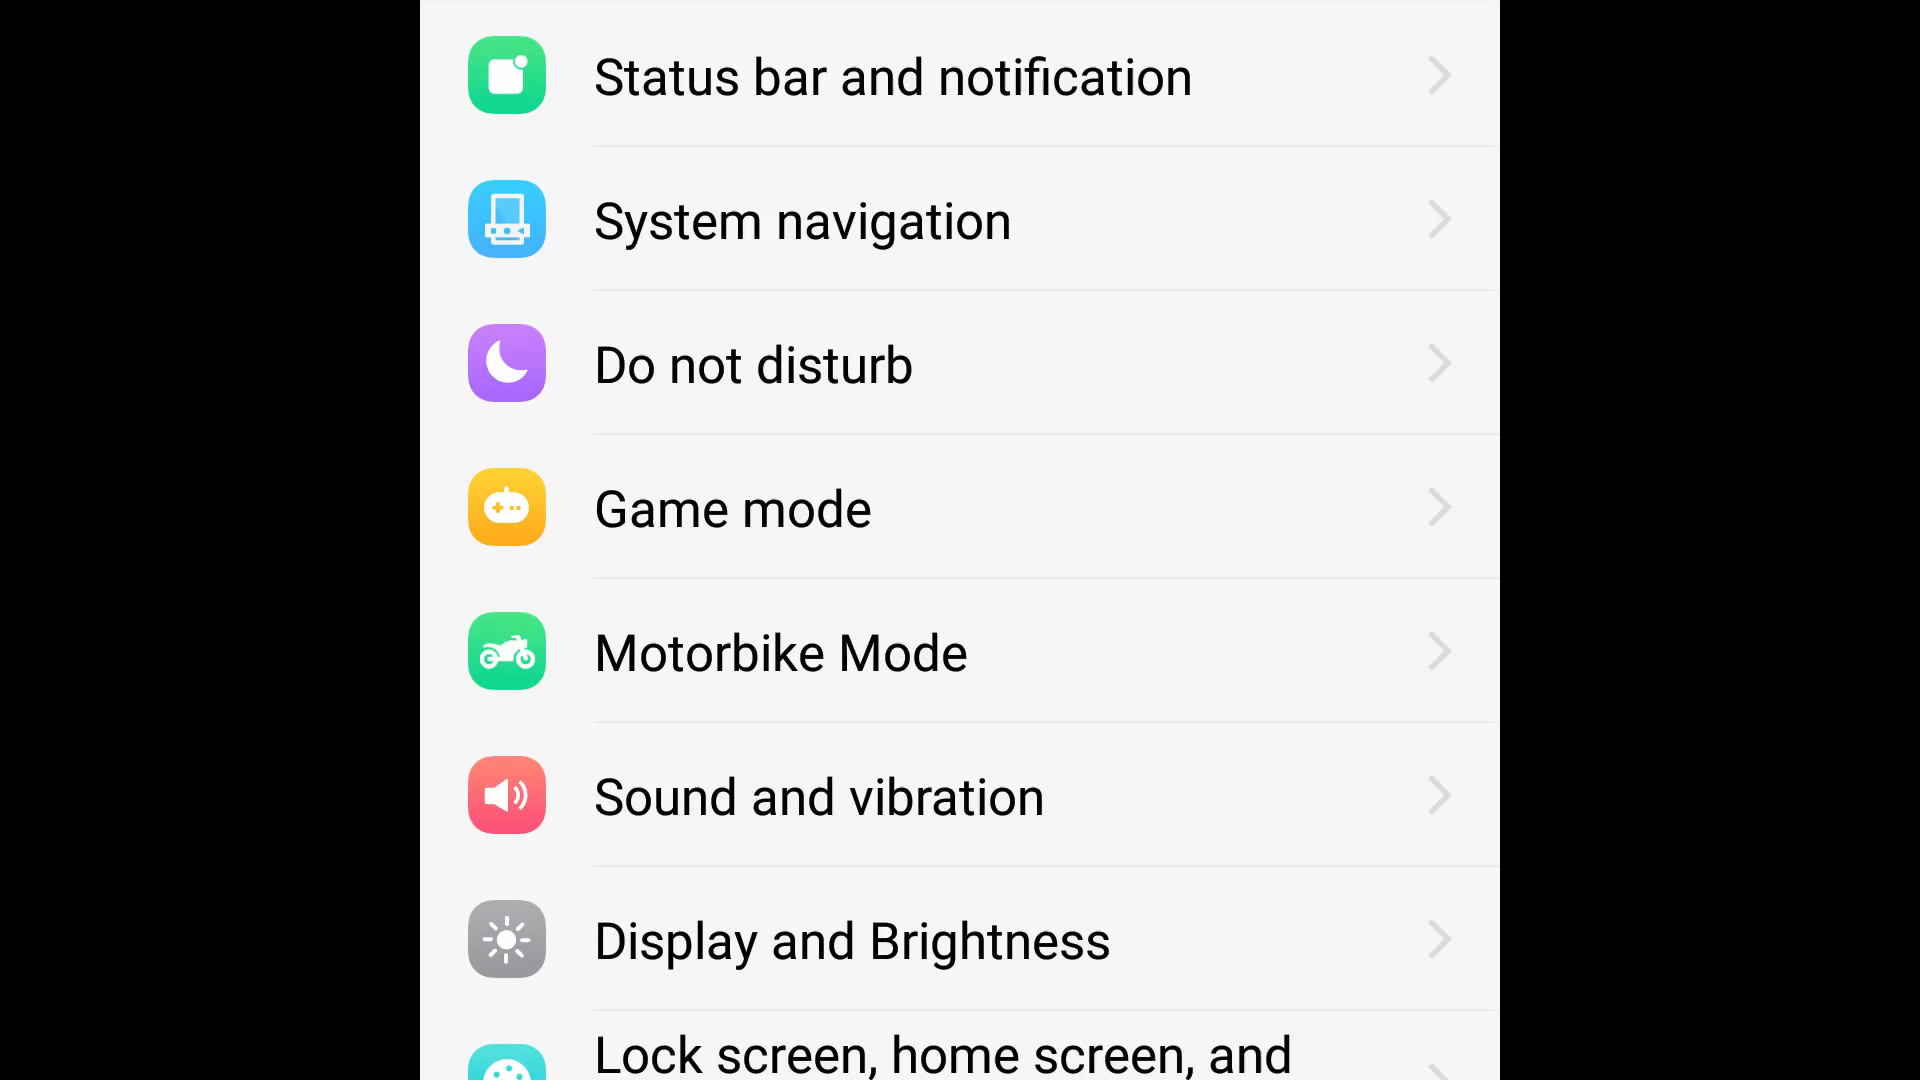 Status bar and notification
System navigation
Do not disturb
Game mode
Motorbike Mode
Sound and vibration
Display and Brightness
Lock screen, home screen, and